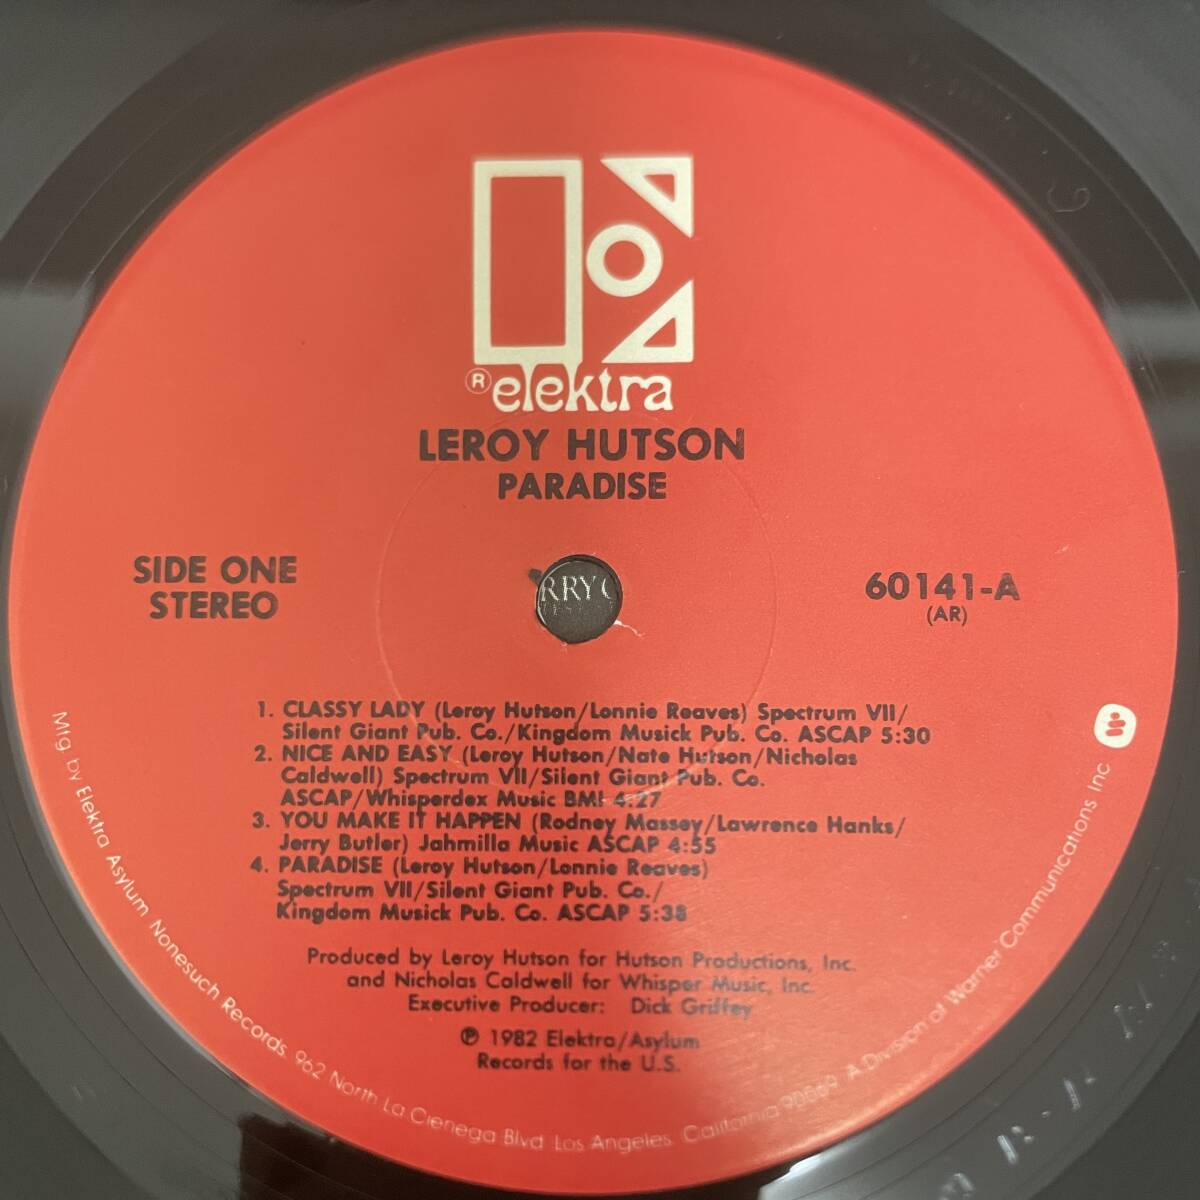 ® elektra
LEROY HUTSON
PARADISE
SIDE ONE
STEREO
60141-A
(AR)
RRY
1. CLASSY LADY (Leroy Hutson/Lonnie Reaves) Spectrum VII/
Silent Giant Pub. Co./Kingdom Musick Pub. Co. ASCAP 5:30
2. NICE AND EASY (Leroy Hutson/Nate Hutson/Nicholas
Caldwell) Spectrum VII/Silent Giant Pub. Co.
ASCAP/Whisperdex Music BMI 4:27
3. YOU MAKE IT HAPPEN (Rodney Massey/Lawrence Hanks/
Jerry Butler) Jahmilla Music ASCAP 4:55
4. PARADISE (Leroy Hutson/Lonnie Reaves)
Spectrum VII/Silent Giant Pub. Co./
Kingdom Musick Pub. Co. ASCAP 5:38
Produced by Leroy Hutson for Hutson Productions, Inc.
and Nicholas Caldwell for Whisper Music, Inc.
Executive Producer: Dick Griffey
℗ 1982 Elektra/Asylum
Records for the U.S.
Mfg. by Elektra Asylum Nonesuch Records. 962 North La Cienega Blvd. Los Angeles. California 90069. A Division of Warner Communications Inc